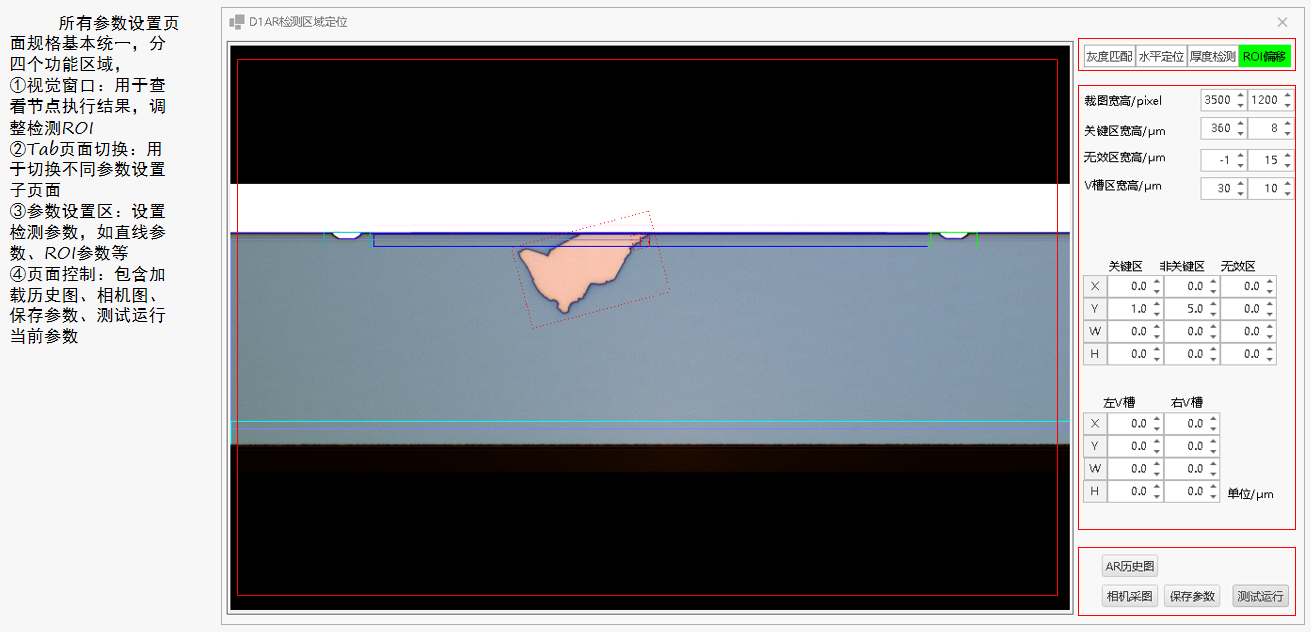 所有参数设置页
面规格基本统一，分
四个功能区域，
①视觉窗口：用于查
看节点执行结果，调
整检测ROI
②Tab页面切换：用
于切换不同参数设置
子页面
③参数设置区：设置
检测参数，如直线参
数、ROI参数等
④页面控制：包含加
载历史图、相机图、
保存参数、测试运行
当前参数
D1AR检测区域定位
灰度匹配 水平定位 厚度检测 ROI偏移
裁图宽高/pixel 3500 1200
关键区宽高/μm 360 8
无效区宽高/μm -1 15
V槽区宽高/μm 30 10
关键区 非关键区 无效区
X 0.0 0.0 0.0
Y 1.0 5.0 0.0
W 0.0 0.0 0.0
H 0.0 0.0 0.0
左V槽 右V槽
X 0.0 0.0
Y 0.0 0.0
W 0.0 0.0
H 0.0 0.0 单位/μm
AR历史图
相机采图 保存参数 测试运行